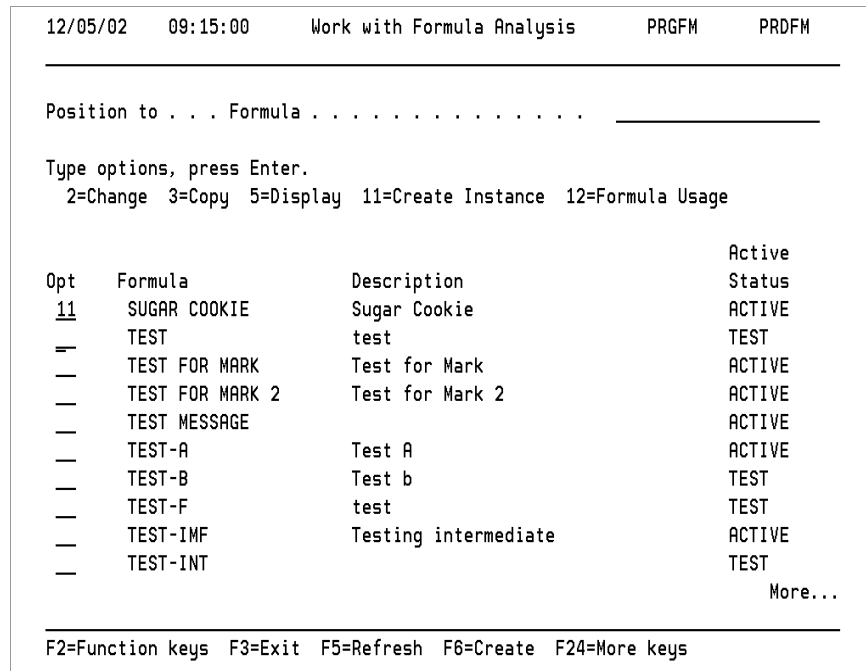 12/05/02 09:15:00 Work with Formula Analysis PRGFM PRDFM
Position to . . . Formula . . . . . . . . . . . . . .
Type options, press Enter.
2=Change 3=Copy 5=Display 11=Create Instance 12=Formula Usage
Active
Opt Formula Description Status
11 SUGAR COOKIE Sugar Cookie ACTIVE
TEST test TEST
TEST FOR MARK Test for Mark ACTIVE
TEST FOR MARK 2 Test for Mark 2 ACTIVE
TEST MESSAGE ACTIVE
TEST-A Test A ACTIVE
TEST-B Test b TEST
TEST-F test TEST
TEST-IMF Testing intermediate ACTIVE
TEST-INT TEST
More...
F2=Function keys F3=Exit F5=Refresh F6=Create F24=More keys